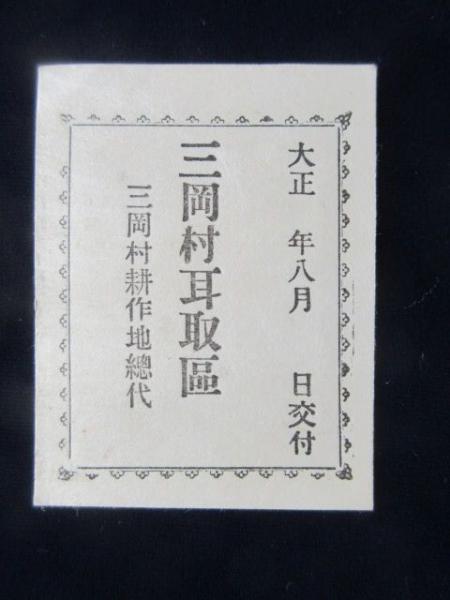 大正　年八月　　日交付
三岡村耳取區
三岡村耕作地總代